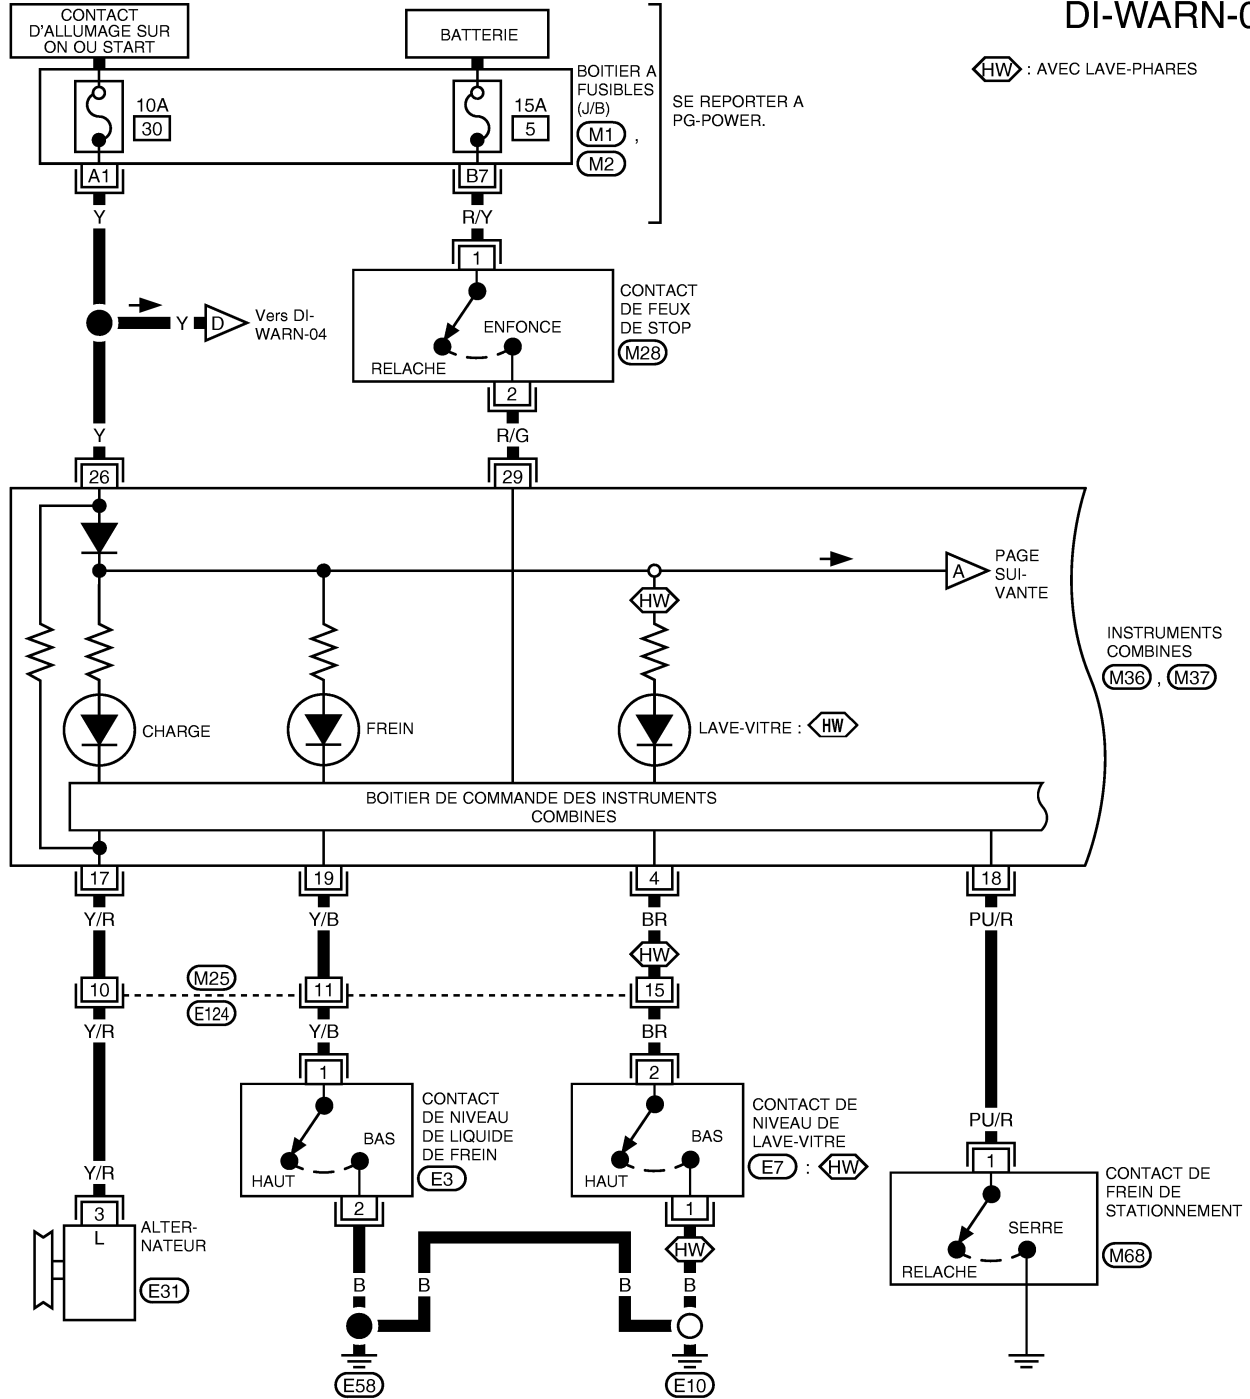 CONTACT
D'ALLUMAGE SUR
ON OU START
BATTERIE
DI-WARN-0
HW : AVEC LAVE-PHARES
10A
30
15A
5
BOITIER A
FUSIBLES
(J/B)
M1 ,
M2
SE REPORTER A
PG-POWER.
A1
B7
Y
R/Y
1
Y
D
Vers DI-
WARN-04
CONTACT
DE FEUX
DE STOP
M28
ENFONCE
RELACHE
2
Y
R/G
26
29
A
PAGE
SUI-
VANTE
HW
INSTRUMENTS
COMBINES
M36 , M37
CHARGE
FREIN
LAVE-VITRE : HW
BOITIER DE COMMANDE DES INSTRUMENTS
COMBINES
17
19
4
18
Y/R
Y/B
BR
PU/R
HW
M25
10
11
15
E124
Y/R
Y/B
BR
1
2
CONTACT
DE NIVEAU
DE LIQUIDE
DE FREIN
E3
BAS
HAUT
2
CONTACT DE
NIVEAU DE
LAVE-VITRE
E7 : HW
BAS
HAUT
1
PU/R
1
CONTACT DE
FREIN DE
STATIONNEMENT
M68
SERRE
RELACHE
Y/R
3
L
ALTER-
NATEUR
E31
HW
B
B
B
B
E58
E10